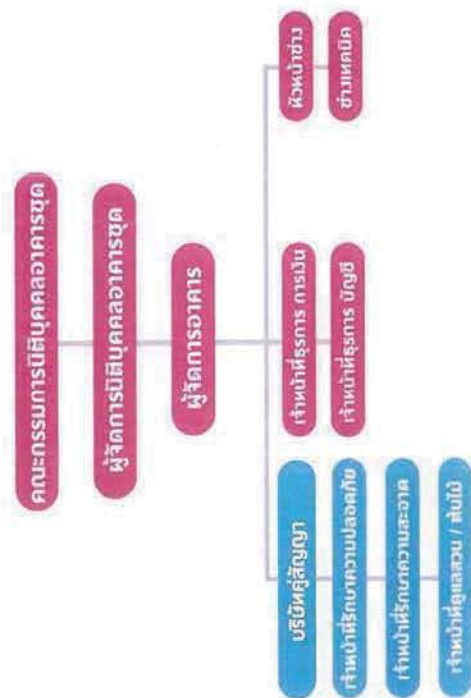 คณะกรรมการนิติบุคคลอาคารชุด
ผู้จัดการนิติบุคคลอาคารชุด
ผู้จัดการอาคาร
บริษัทคู่สัญญา
เจ้าหน้าที่รักษาความปลอดภัย
เจ้าหน้าที่รักษาความสะอาด
เจ้าหน้าที่ดูแลสวน / ต้นไม้
เจ้าหน้าที่ธุรการ การเงิน
เจ้าหน้าที่ธุรการ บัญชี
หัวหน้าช่าง
ช่างเทคนิค